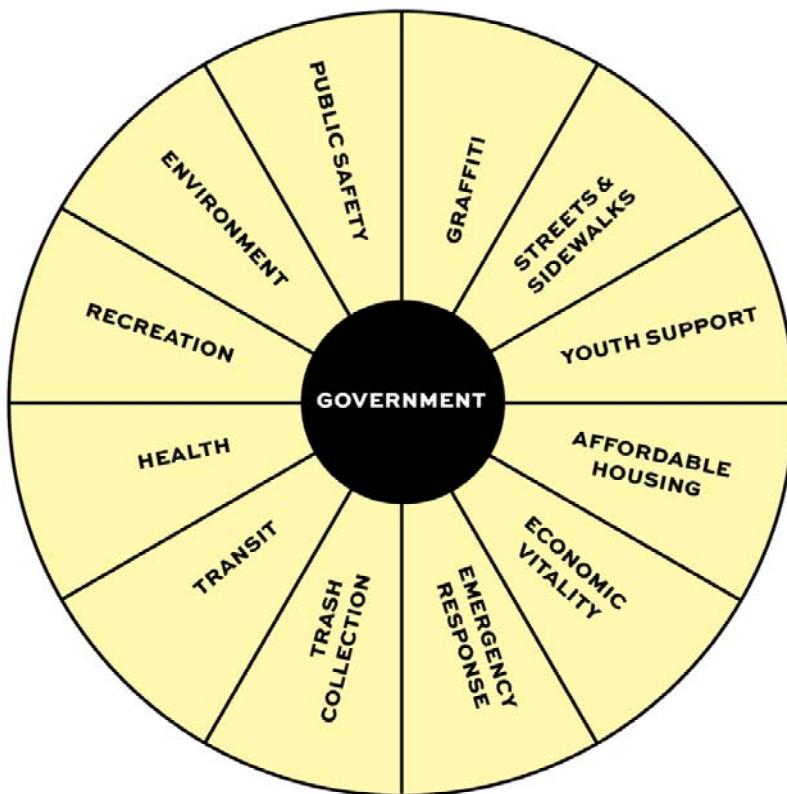 PUBLIC SAFETY
GRAFFITI
STREETS &
SIDEWALKS
YOUTH SUPPORT
AFFORDABLE
HOUSING
ECONOMIC
VITALITY
EMERGENCY
RESPONSE
TRASH
COLLECTION
TRANSIT
HEALTH
RECREATION
ENVIRONMENT
GOVERNMENT